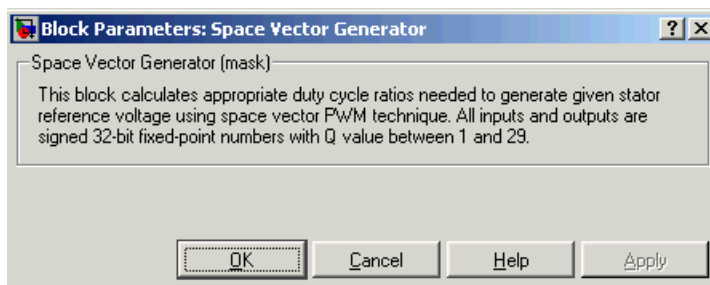 Block Parameters: Space Vector Generator
Space Vector Generator (mask)
This block calculates appropriate duty cycle ratios needed to generate given stator
reference voltage using space vector PWM technique. All inputs and outputs are
signed 32-bit fixed-point numbers with Q value between 1 and 29.
OK Cancel Help Apply